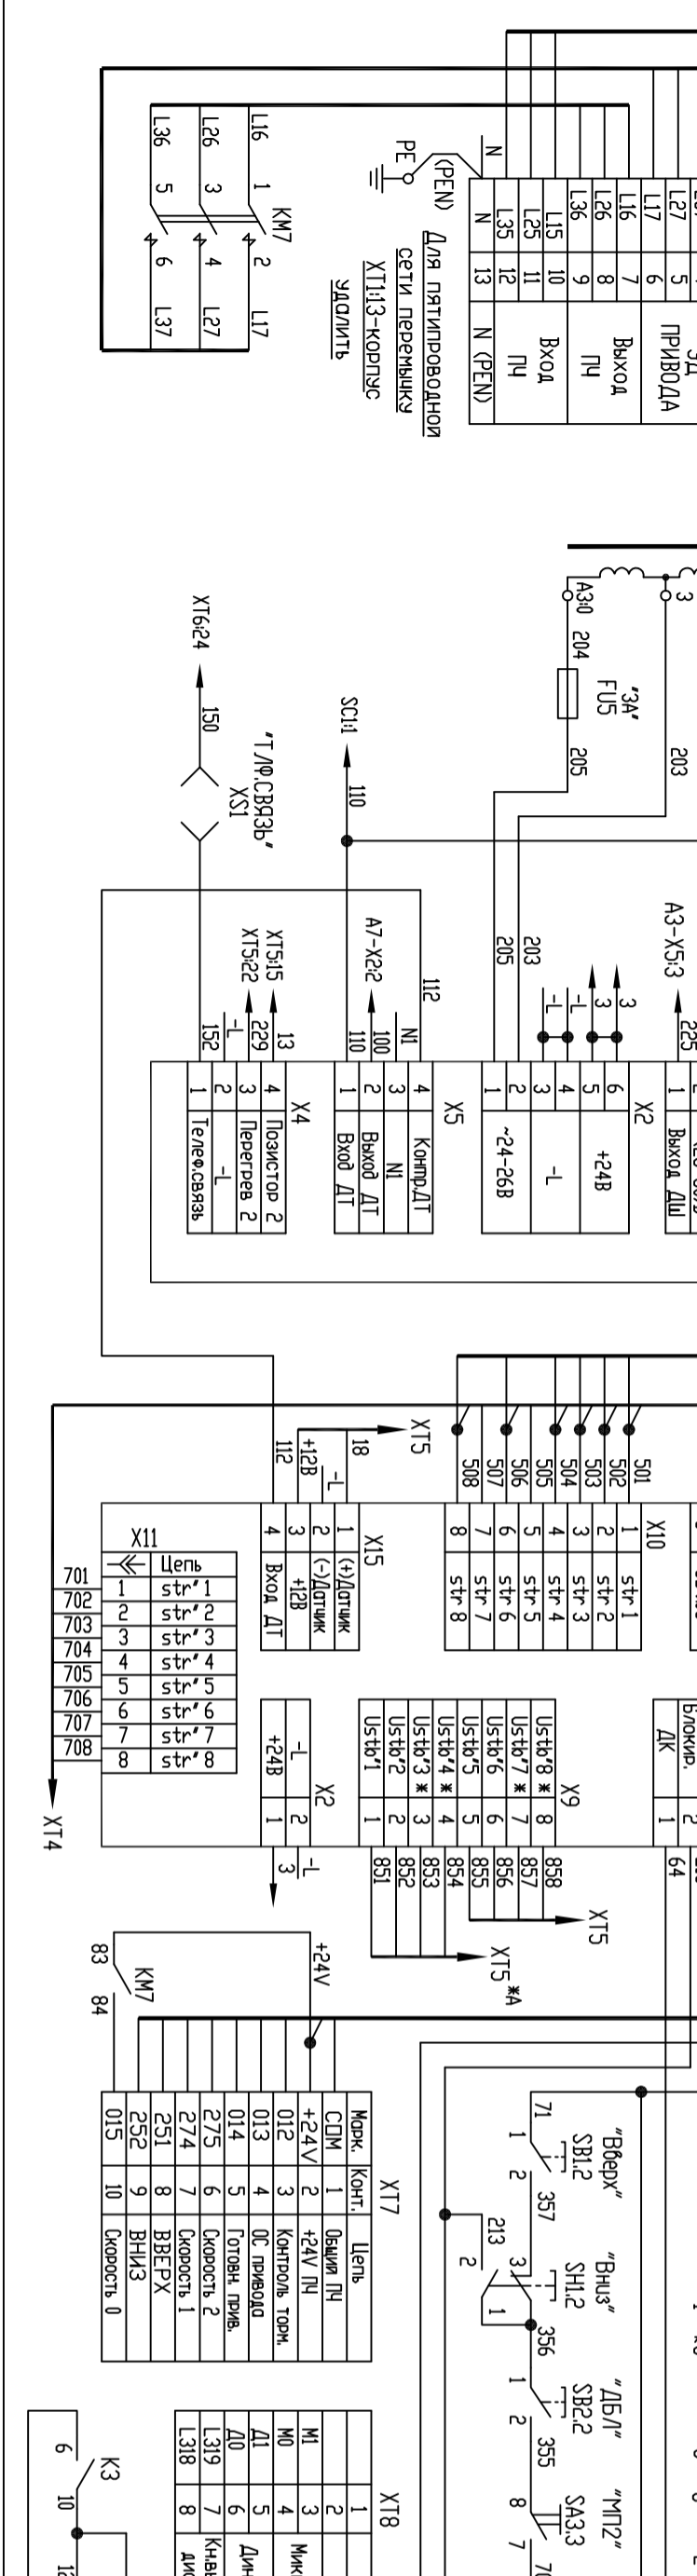 L16 1 KM7 2 L17
L26 3 4 L27
L36 5 6 L37
PE
(PEN)
N
Для пятипроводной
сети перемычку
XT1:13-корпус
удалить
L27 5
L17 6
ПРИВОДА
L16 7
L26 8
L36 9
Выход
ПЧ
L15 10
L25 11
L35 12
Вход
ПЧ
N 13 N (PEN)
3
A3:0
204
"3А"
FU5
205
203
XT6:24
150
"ТЛФ.СВЯЗЬ"
XS1
SC1:1
110
A3-X5:3
225
1 Выход ДШ
203
205
3
3
-L
-L
X2
6
5
+24В
4
3
-L
2
1
~24-26В
112
N1
A7-X2:2
100
110
X5
4 Контр.ДТ
3 N1
2 Выход ДТ
1 Вход ДТ
XT5:15
XT5:22
13
229
-L
152
X4
4 Позистор 2
3 Перегрев 2
2 -L
1 Телеф.связь
501
502
503
504
505
506
507
508
X10
1 str 1
2 str 2
3 str 3
4 str 4
5 str 5
6 str 6
7 str 7
8 str 8
XT5
18
-L
+12В
112
X15
1 (+)Датчик
2 (-)Датчик
3 +12В
4 Вход ДТ
X11
Цепь
701 1 str' 1
702 2 str' 2
703 3 str' 3
704 4 str' 4
705 5 str' 5
706 6 str' 6
707 7 str' 7
708 8 str' 8
XT4
Блокир.
ДК
2
1
64
X9
Ustb'8 * 8 858
Ustb'7 * 7 857
Ustb'6 6 856
Ustb'5 5 855
Ustb'4 * 4 854
Ustb'3 * 3 853
Ustb'2 2 852
Ustb'1 1 851
XT5
XT5 *А
X2
-L 2 -L
+24В 1 3
+24V
83
KM7
84
XT7
Марк. Конт. Цепь
COM 1 Общий ПЧ
+24V 2 +24V ПЧ
012 3 Контроль торм.
013 4 ОС привода
014 5 Готовн. прив.
275 6 Скорость 2
274 7 Скорость 1
251 8 ВВЕРХ
252 9 ВНИЗ
015 10 Скорость 0
71
"Вверх"
SB1.2
1 2
357
213
"Вниз"
SH1.2
3
2 1
356
"ДБЛ"
SB2.2
1 2
355
"МП2"
SA3.3
8 7
XT8
1
2
M1 3
M0 4
Д1 5
Д0 6
L319 7
L318 8
K3
6
10